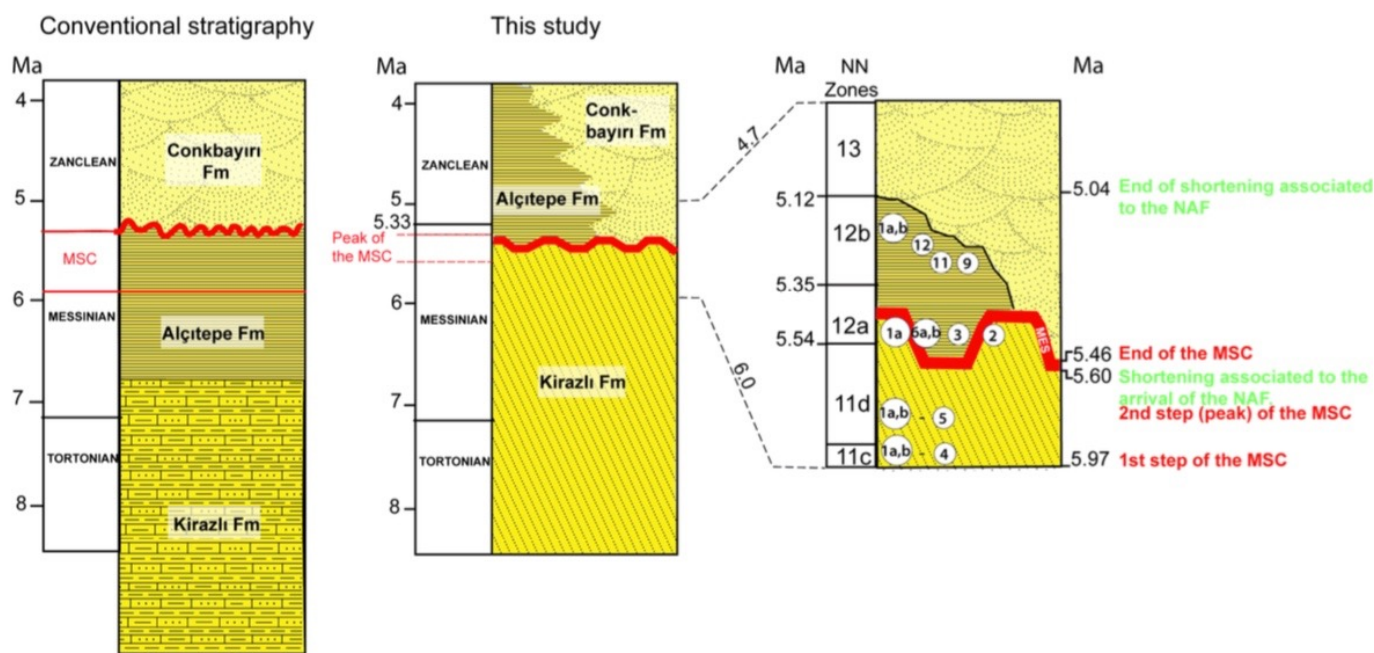 Conventional stratigraphy
Ma
4
5
6
7
8
ZANCLEAN
MSC
MESSINIAN
TORTONIAN
Conkbayırı
Fm
Alçıtepe Fm
Kirazlı Fm
This study
Ma
4
5
5.33
6
7
8
Peak of
the MSC
ZANCLEAN
MESSINIAN
TORTONIAN
Conk-
bayırı Fm
Alçıtepe Fm
Kirazlı Fm
4.7
6.0
Ma
NN
Zones
Ma
13
5.12
12b
5.35
12a
5.54
11d
11c
1a,b
12
11
9
1a
6a,b
3
2
MES
1a,b - 5
1a,b - 4
5.04
End of shortening associated
to the NAF
5.46
End of the MSC
5.60
Shortening associated to the
arrival of the NAF.
2nd step (peak) of the MSC
5.97
1st step of the MSC